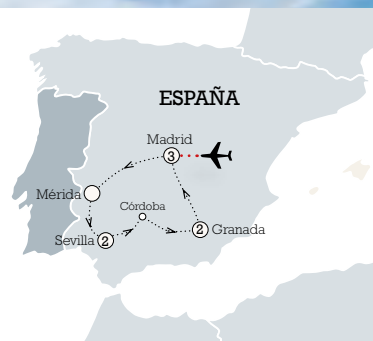 ESPAÑA
Madrid
3
Mérida
Córdoba
Sevilla 2
2 Granada